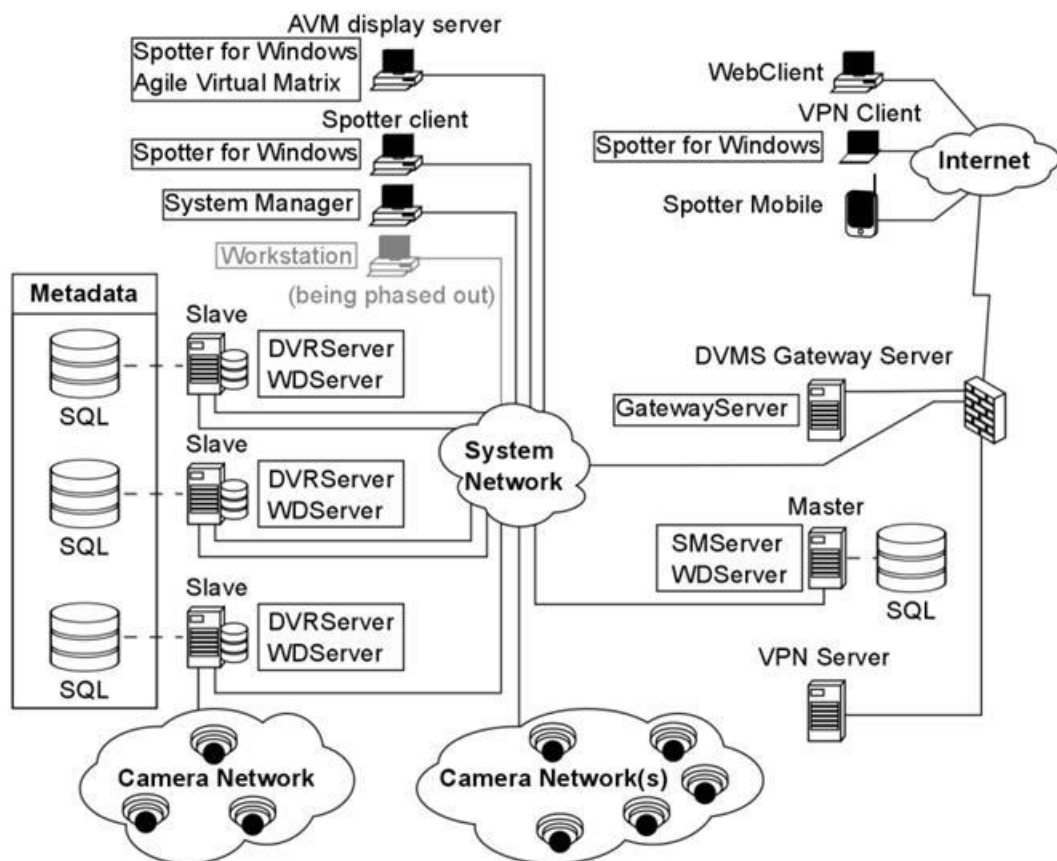 AVM display server
Spotter for Windows
Agile Virtual Matrix
Spotter client
Spotter for Windows
System Manager
Workstation
(being phased out)
WebClient
VPN Client
Spotter for Windows
Spotter Mobile
Internet
Metadata
SQL
SQL
SQL
Slave
DVRServer
WDServer
Slave
DVRServer
WDServer
Slave
DVRServer
WDServer
System
Network
DVMS Gateway Server
GatewayServer
Master
SMServer
WDServer
SQL
VPN Server
Camera Network
Camera Network(s)